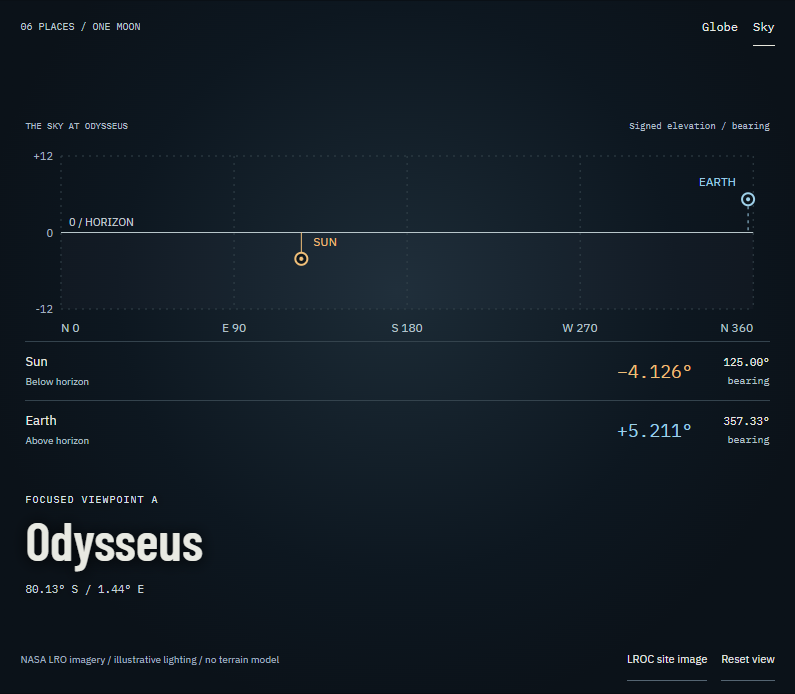 06 PLACES / ONE MOON
Globe Sky
THE SKY AT ODYSSEUS
Signed elevation / bearing
+12
EARTH
0 / HORIZON
0
SUN
-12
N 0 E 90 S 180 W 270 N 360
Sun
Below horizon
−4.126°
125.00°
bearing
Earth
Above horizon
+5.211°
357.33°
bearing
FOCUSED VIEWPOINT A
Odysseus
80.13° S / 1.44° E
NASA LRO imagery / illustrative lighting / no terrain model
LROC site image Reset view